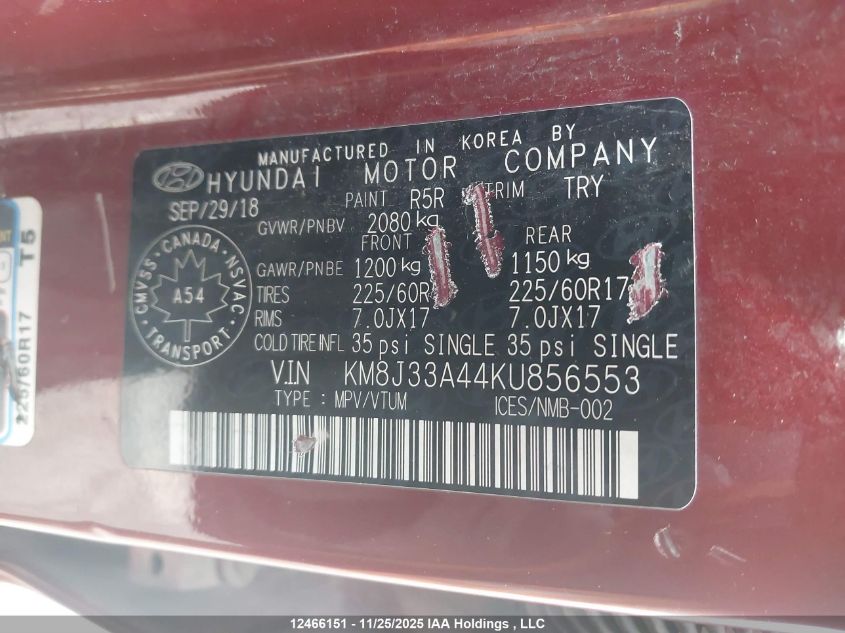 MANUFACTURED IN KOREA BY
HYUNDAI MOTOR COMPANY
SEP/29/18 PAINT R5R TRIM TRY
GVWR/PNBV 2080 kg
FRONT REAR
GAWR/PNBE 1200 kg 1150 kg
TIRES 225/60R 225/60R17
RIMS 7.0JX17 7.0JX17
COLD TIRE INFL 35 psi SINGLE 35 psi SINGLE
V.I.N KM8J33A44KU856553
TYPE : MPV/VTUM ICES/NMB-002
CMVSS · CANADA · NSVAC
A54
TRANSPORT
T5
225/60R17
12466151 - 11/25/2025 IAA Holdings, LLC